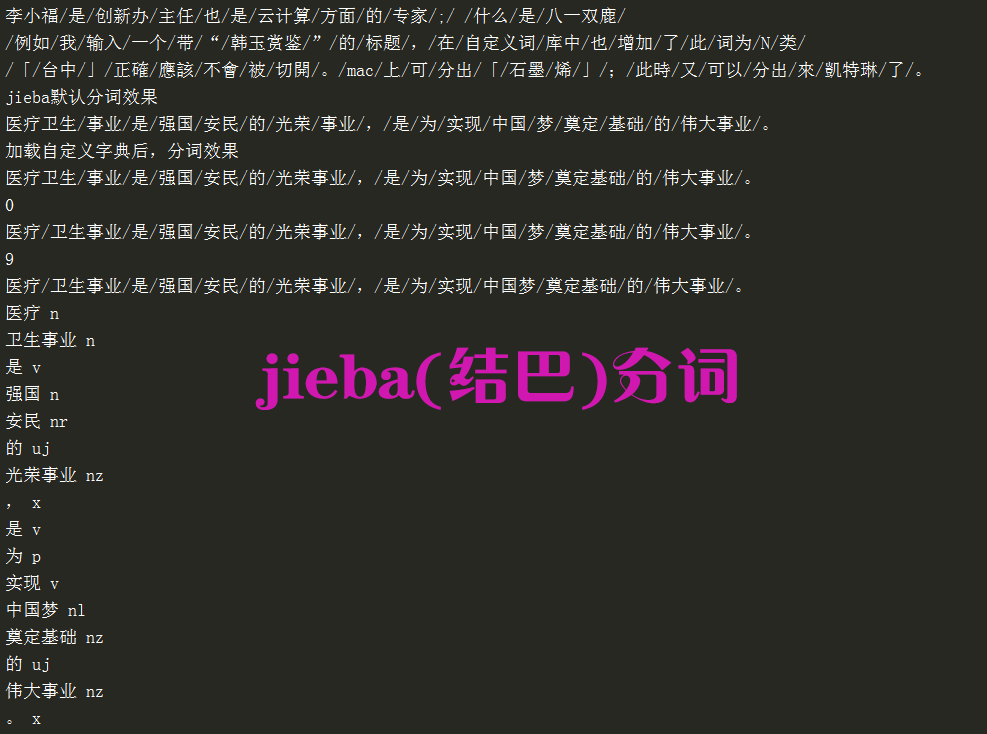 李小福/是/创新办/主任/也/是/云计算/方面/的/专家/;/ /什么/是/八一双鹿/
/例如/我/输入/一个/带/“/韩玉赏鉴/”/的/标题/，/在/自定义词/库中/也/增加/了/此/词为/N/类/
/「/台中/」/正確/應該/不會/被/切開/。/mac/上/可/分出/「/石墨/烯/」/；/此時/又/可以/分出/來/凱特琳/了/。
jieba默认分词效果
医疗卫生/事业/是/强国/安民/的/光荣/事业/，/是/为/实现/中国/梦/奠定/基础/的/伟大事业/。
加载自定义字典后，分词效果
医疗卫生/事业/是/强国/安民/的/光荣事业/，/是/为/实现/中国/梦/奠定基础/的/伟大事业/。
0
医疗/卫生事业/是/强国/安民/的/光荣事业/，/是/为/实现/中国/梦/奠定基础/的/伟大事业/。
9
医疗/卫生事业/是/强国/安民/的/光荣事业/，/是/为/实现/中国梦/奠定基础/的/伟大事业/。
医疗 n
卫生事业 n
是 v
强国 n
安民 nr
的 uj
光荣事业 nz
， x
是 v
为 p
实现 v
中国梦 nl
奠定基础 nz
的 uj
伟大事业 nz
。 x
jieba(结巴)分词